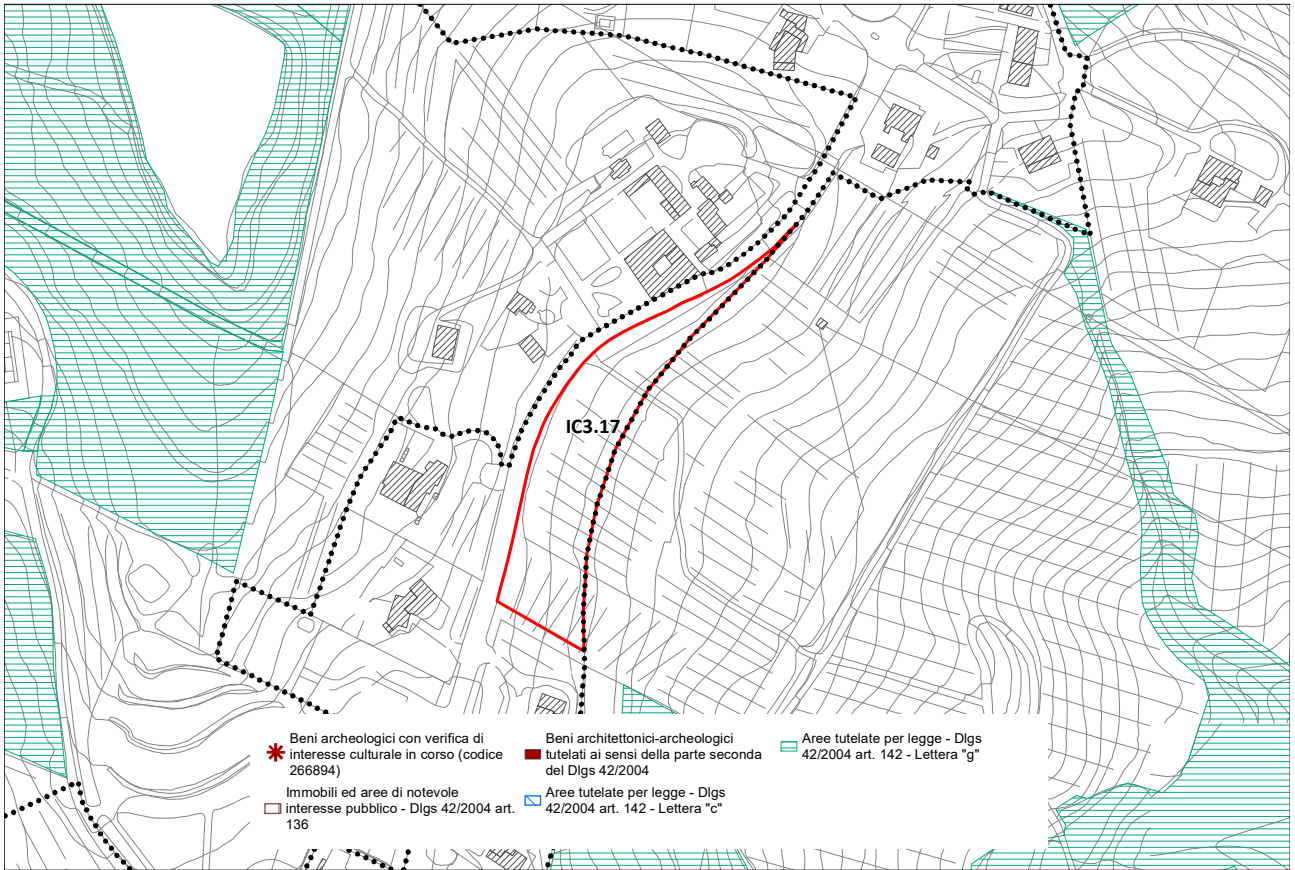 IC3.17
Beni archeologici con verifica di
interesse culturale in corso (codice
266894)
Immobili ed aree di notevole
interesse pubblico - Dlgs 42/2004 art.
136
Beni architettonici-archeologici
tutelati ai sensi della parte seconda
del Dlgs 42/2004
Aree tutelate per legge - Dlgs
42/2004 art. 142 - Lettera "c"
Aree tutelate per legge - Dlgs
42/2004 art. 142 - Lettera "g"